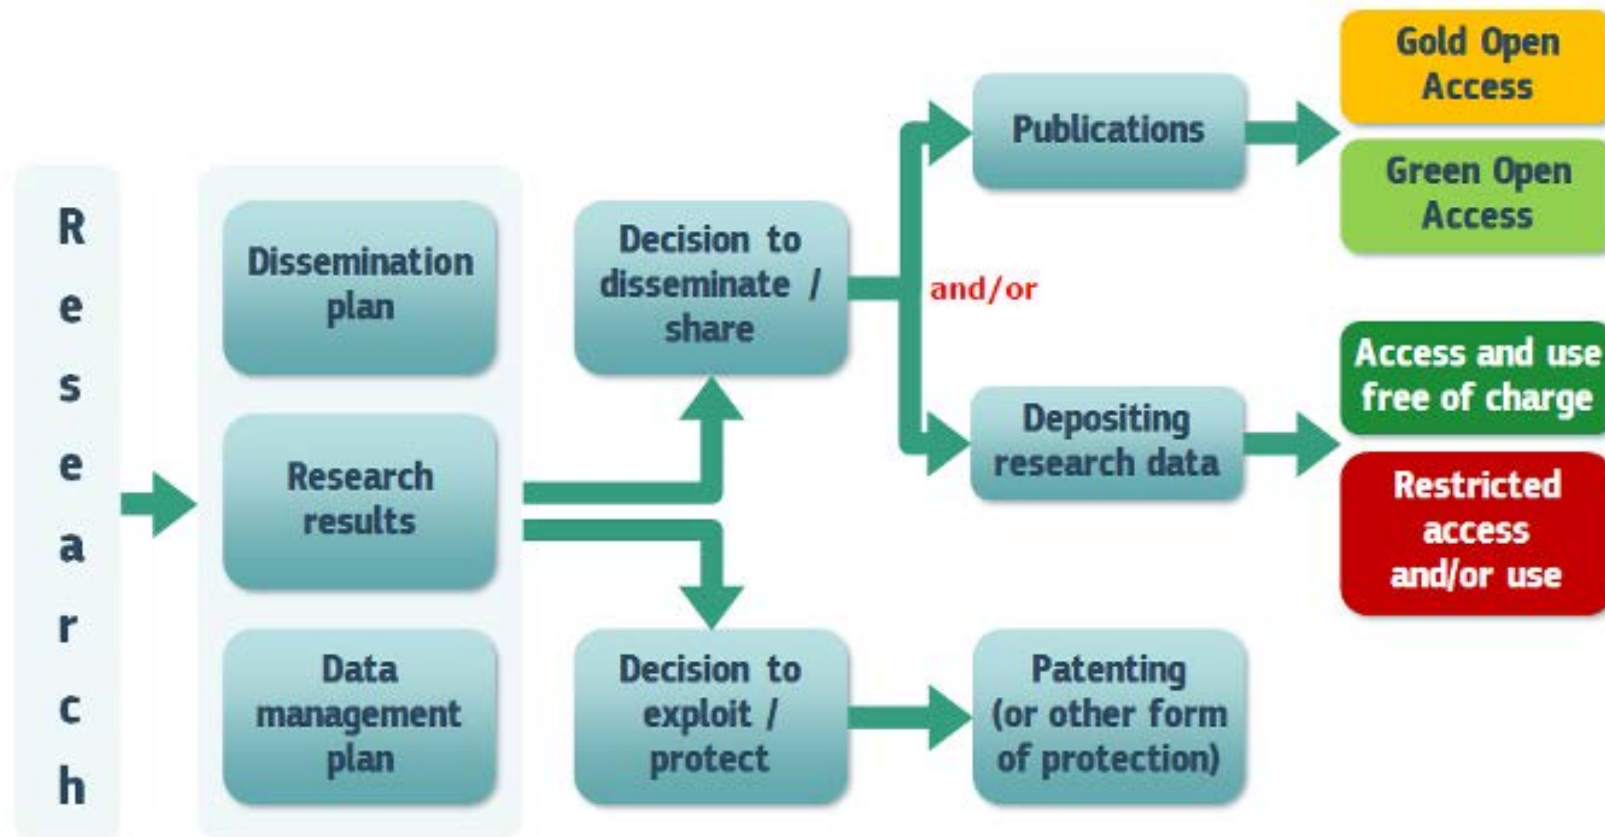 Research
Dissemination
plan
Research
results
Data
management
plan
Decision to
disseminate /
share
Decision to
exploit /
protect
and/or
Publications
Depositing
research data
Patenting
(or other form
of protection)
Gold Open
Access
Green Open
Access
Access and use
free of charge
Restricted
access
and/or use